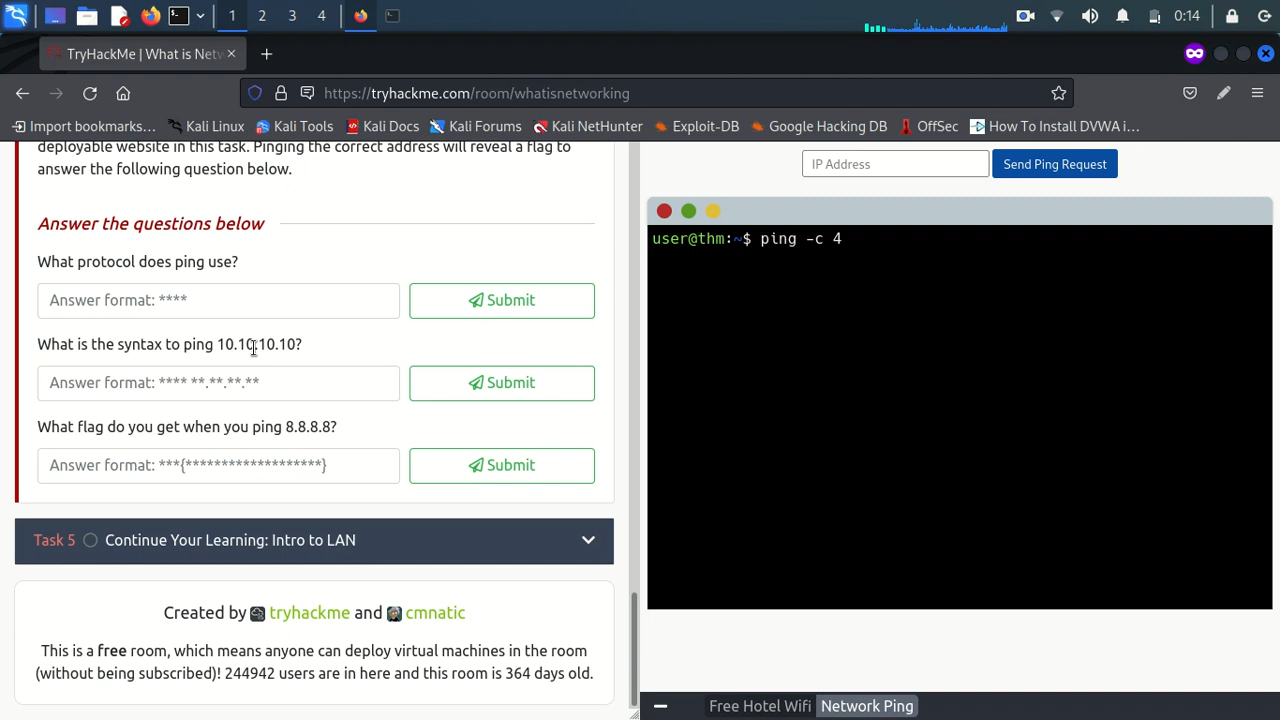 1 2 3 4 0:14
TryHackMe | What is Netw
https://tryhackme.com/room/whatisnetworking
Import bookmarks... Kali Linux Kali Tools Kali Docs Kali Forums Kali NetHunter Exploit-DB Google Hacking DB OffSec How To Install DVWA i...
deployable website in this task. Pinging the correct address will reveal a flag to
answer the following question below.
Answer the questions below
What protocol does ping use?
Answer format: ****
Submit
What is the syntax to ping 10.10.10.10?
Answer format: **** **.**.**.**
Submit
What flag do you get when you ping 8.8.8.8?
Answer format: ***{*******************}
Submit
Task 5 Continue Your Learning: Intro to LAN
Created by tryhackme and cmnatic
This is a free room, which means anyone can deploy virtual machines in the room
(without being subscribed)! 244942 users are in here and this room is 364 days old.
IP Address Send Ping Request
user@thm:~$ ping -c 4
Free Hotel Wifi Network Ping